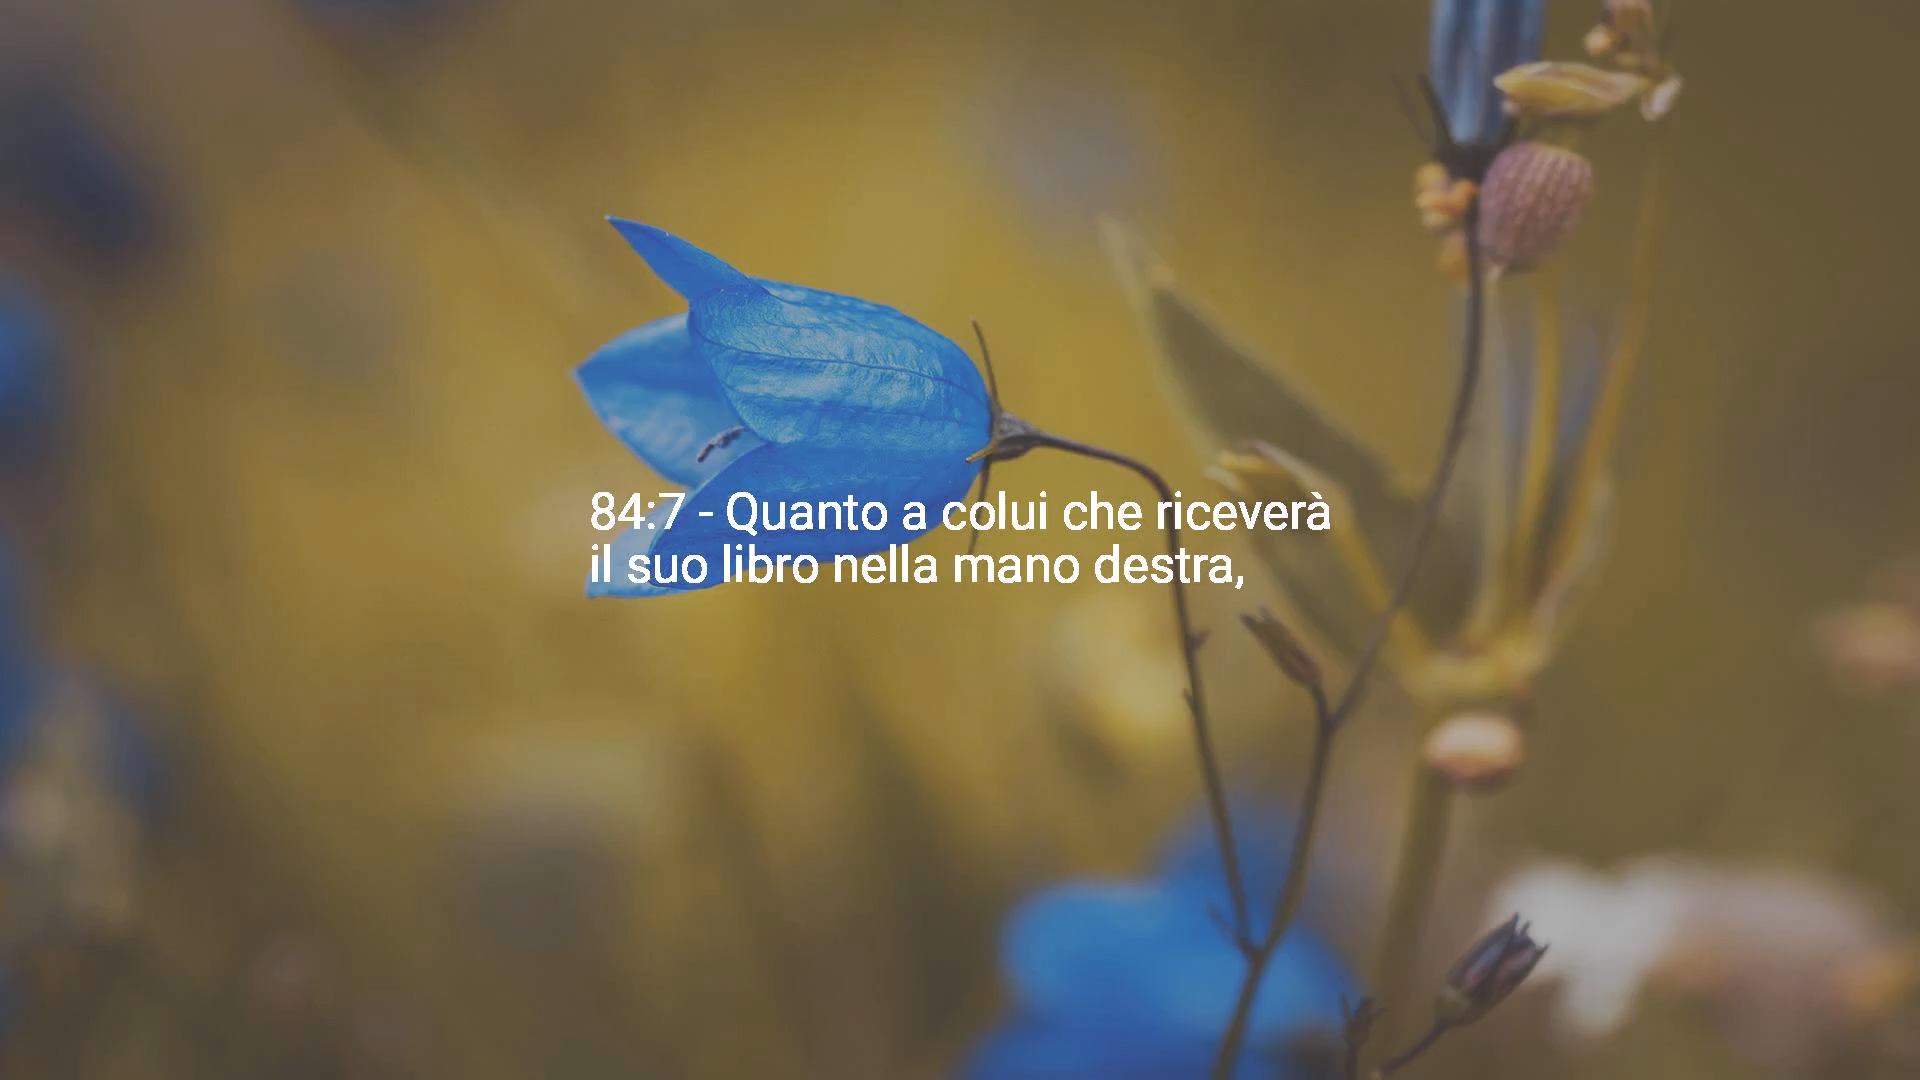 84:7 - Quanto a colui che riceverà
il suo libro nella mano destra,